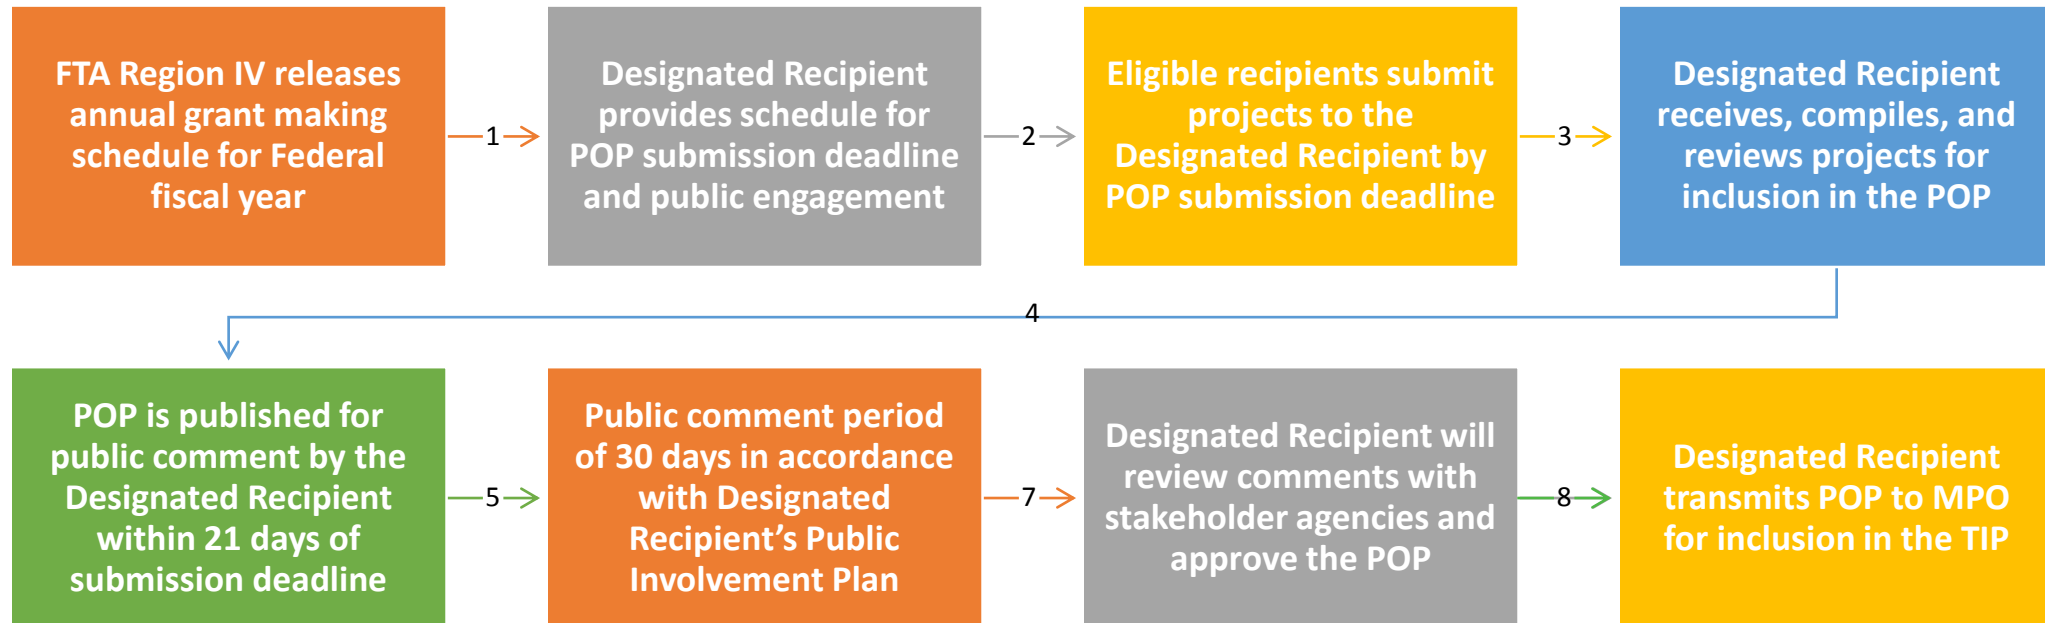 FTA Region IV releases
annual grant making
schedule for Federal
fiscal year
1
Designated Recipient
provides schedule for
POP submission deadline
and public engagement
2
Eligible recipients submit
projects to the
Designated Recipient by
POP submission deadline
3
Designated Recipient
receives, compiles, and
reviews projects for
inclusion in the POP
4
POP is published for
public comment by the
Designated Recipient
within 21 days of
submission deadline
5
Public comment period
of 30 days in accordance
with Designated
Recipient’s Public
Involvement Plan
7
Designated Recipient will
review comments with
stakeholder agencies and
approve the POP
8
Designated Recipient
transmits POP to MPO
for inclusion in the TIP